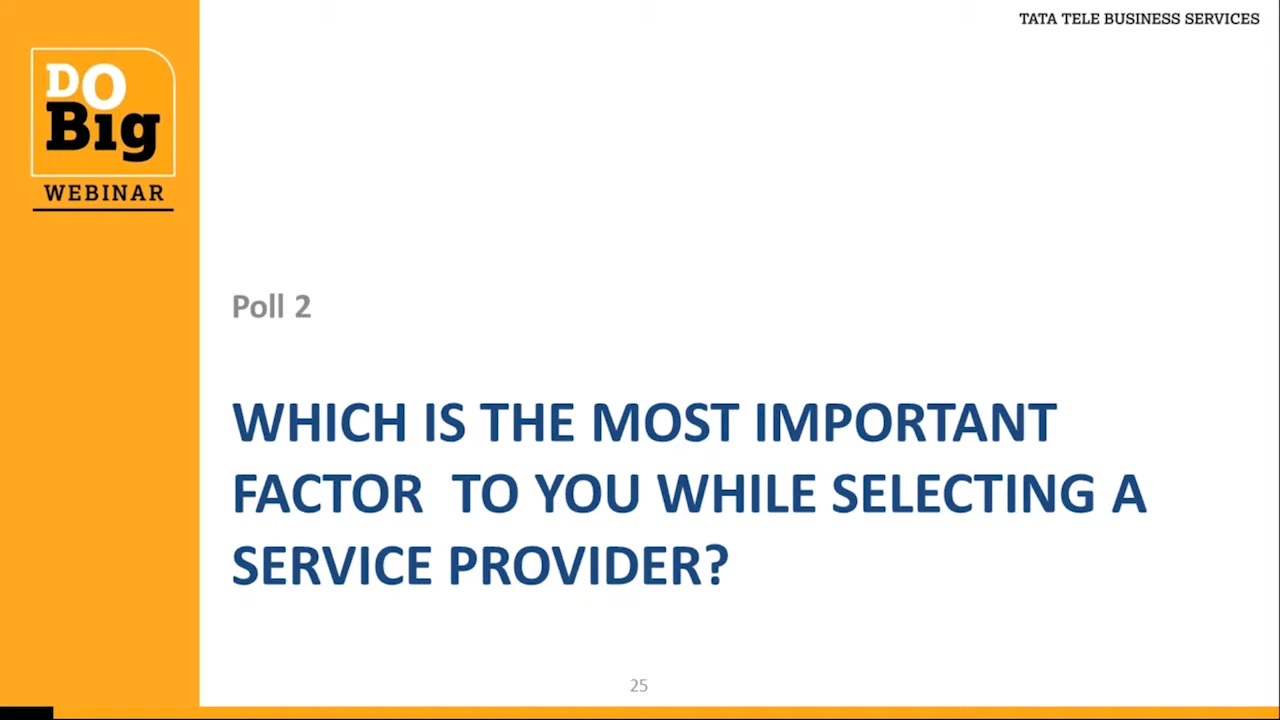 TATA TELE BUSINESS SERVICES
DO
Big
WEBINAR
Poll 2
WHICH IS THE MOST IMPORTANT
FACTOR  TO YOU WHILE SELECTING A
SERVICE PROVIDER?
25